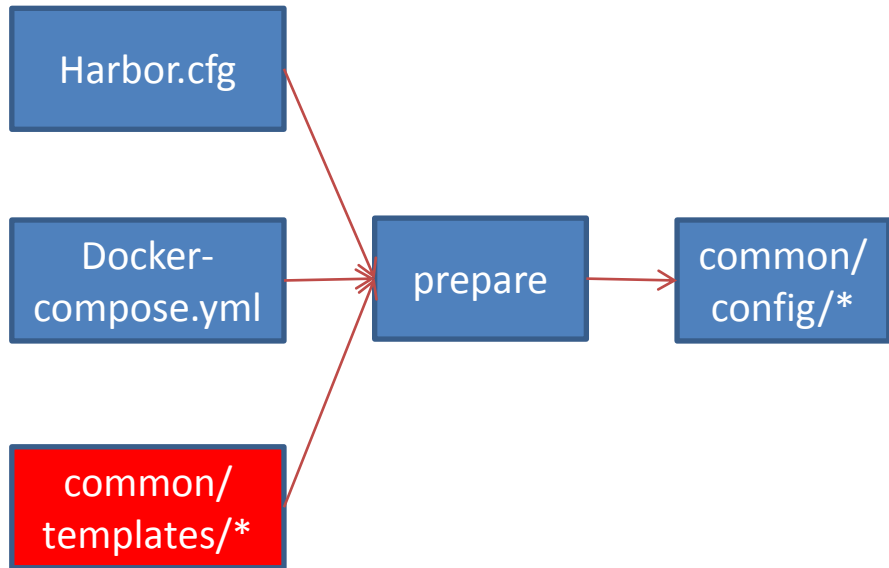 Harbor.cfg
Docker-
compose.yml
prepare
common/
config/*
common/
templates/*